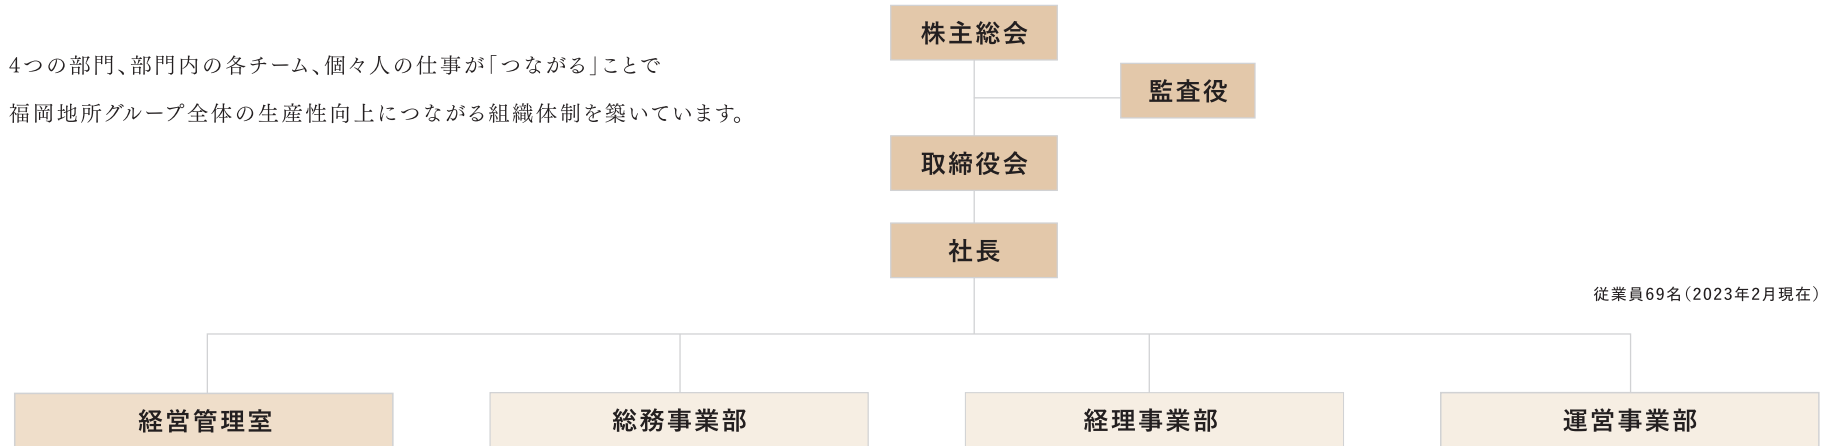 株主総会
4つの部門、部門内の各チーム、個々人の仕事が「つながる」ことで
監査役
福岡地所グループ全体の生産性向上につながる組織体制を築いています。
取締役会
社長
従業員69名(2023年2月現在)
経営管理室
総務事業部
経理事業部
運営事業部